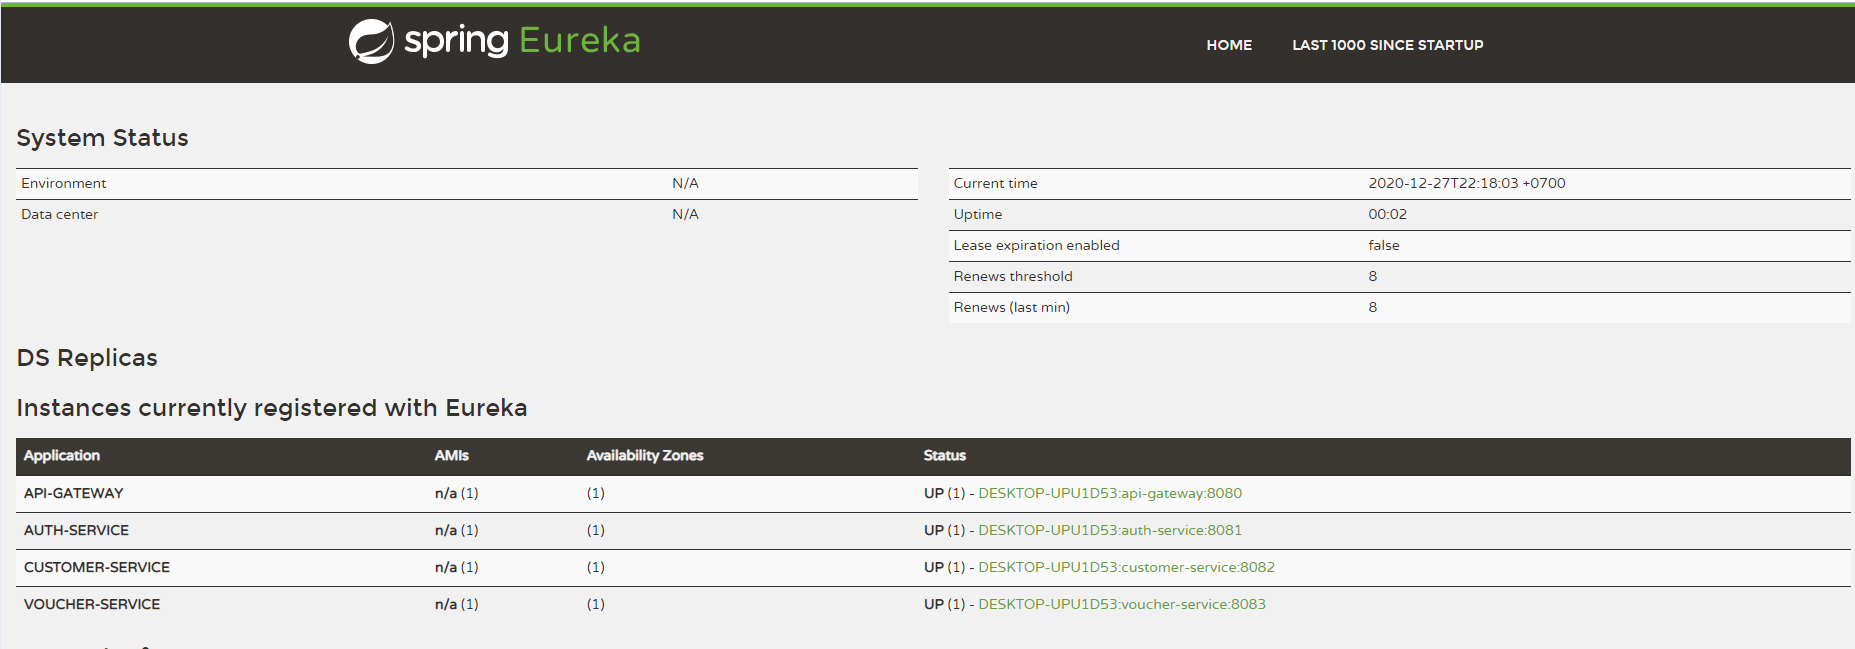 spring Eureka
HOME LAST 1000 SINCE STARTUP
System Status
Environment N/A
Data center N/A
Current time 2020-12-27T22:18:03 +0700
Uptime 00:02
Lease expiration enabled false
Renews threshold 8
Renews (last min) 8
DS Replicas
Instances currently registered with Eureka
Application AMIs Availability Zones Status
API-GATEWAY n/a (1) (1) UP (1) - DESKTOP-UPU1D53:api-gateway:8080
AUTH-SERVICE n/a (1) (1) UP (1) - DESKTOP-UPU1D53:auth-service:8081
CUSTOMER-SERVICE n/a (1) (1) UP (1) - DESKTOP-UPU1D53:customer-service:8082
VOUCHER-SERVICE n/a (1) (1) UP (1) - DESKTOP-UPU1D53:voucher-service:8083